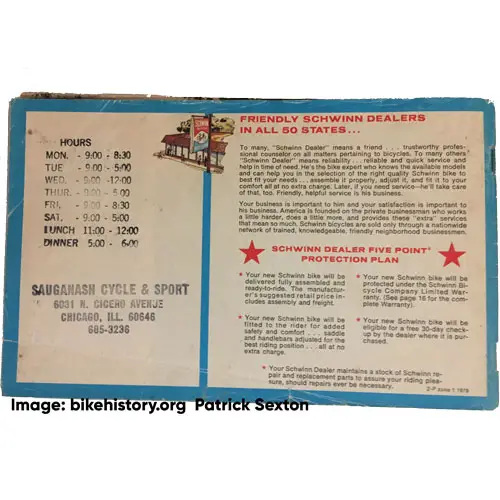 HOURS
MON. - 9:00 - 8:30
TUE - 9:00 - 5:00
WED. - 9:00 -12:00
THUR. - 9:00 - 5:00
FRI. - 9:00 - 8:30
SAT. - 9:00 - 5:00
LUNCH 11:00 - 12:00
DINNER 5:00 - 6:00
SAUGANASH CYCLE & SPORT
6031 N. CICERO AVENUE
CHICAGO, ILL. 60646
685-3236
FRIENDLY SCHWINN DEALERS
IN ALL 50 STATES...
To many, "Schwinn Dealer" means a friend . . . trustworthy profes-
sional counselor on all matters pertaining to bicycles. To many others
"Schwinn Dealer" means reliability . . . reliable and quick service and
help in time of need. He's the bike expert who knows the available models
and can help you in the selection of the right quality Schwinn bike to
best fit your needs . . . assemble it properly, adjust it, and fit it to your
comfort all at no extra charge. Later, if you need service—he'll take care
of that, too. Friendly, helpful service is his business.
Your business is important to him and your satisfaction is important to
his business. America is founded on the private businessman who works
a little harder, does a little more, and provides "extra services"
that mean so much. Schwinn bicycles are sold only through a nationwide
network of trained, knowledgeable, friendly neighborhood businessmen.
SCHWINN DEALER FIVE POINT
PROTECTION PLAN
★ Your new Schwinn bike will be
delivered fully assembled and
ready-to-ride. The manufactur-
er's suggested retail price in-
cludes assembly and freight.
★ Your new Schwinn bike will be
fitted to the rider for added
safety and comfort . . . saddle
and handlebars adjusted for the
best riding position . . . all at no
extra charge.
★ Your new Schwinn bike will be
protected under the Schwinn Bi-
cycle Company Limited War-
ranty. (See page 16 for the com-
plete Warranty).
★ Your new Schwinn bike will be
eligible for a free 30-day check-
up by the dealer where it is pur-
chased.
★ Your Schwinn Dealer maintains a stock of Schwinn re-
pair and replacement parts to assure your riding plea-
sure, should repairs ever be necessary.
1978
Image: bikehistory.org Patrick Sexton